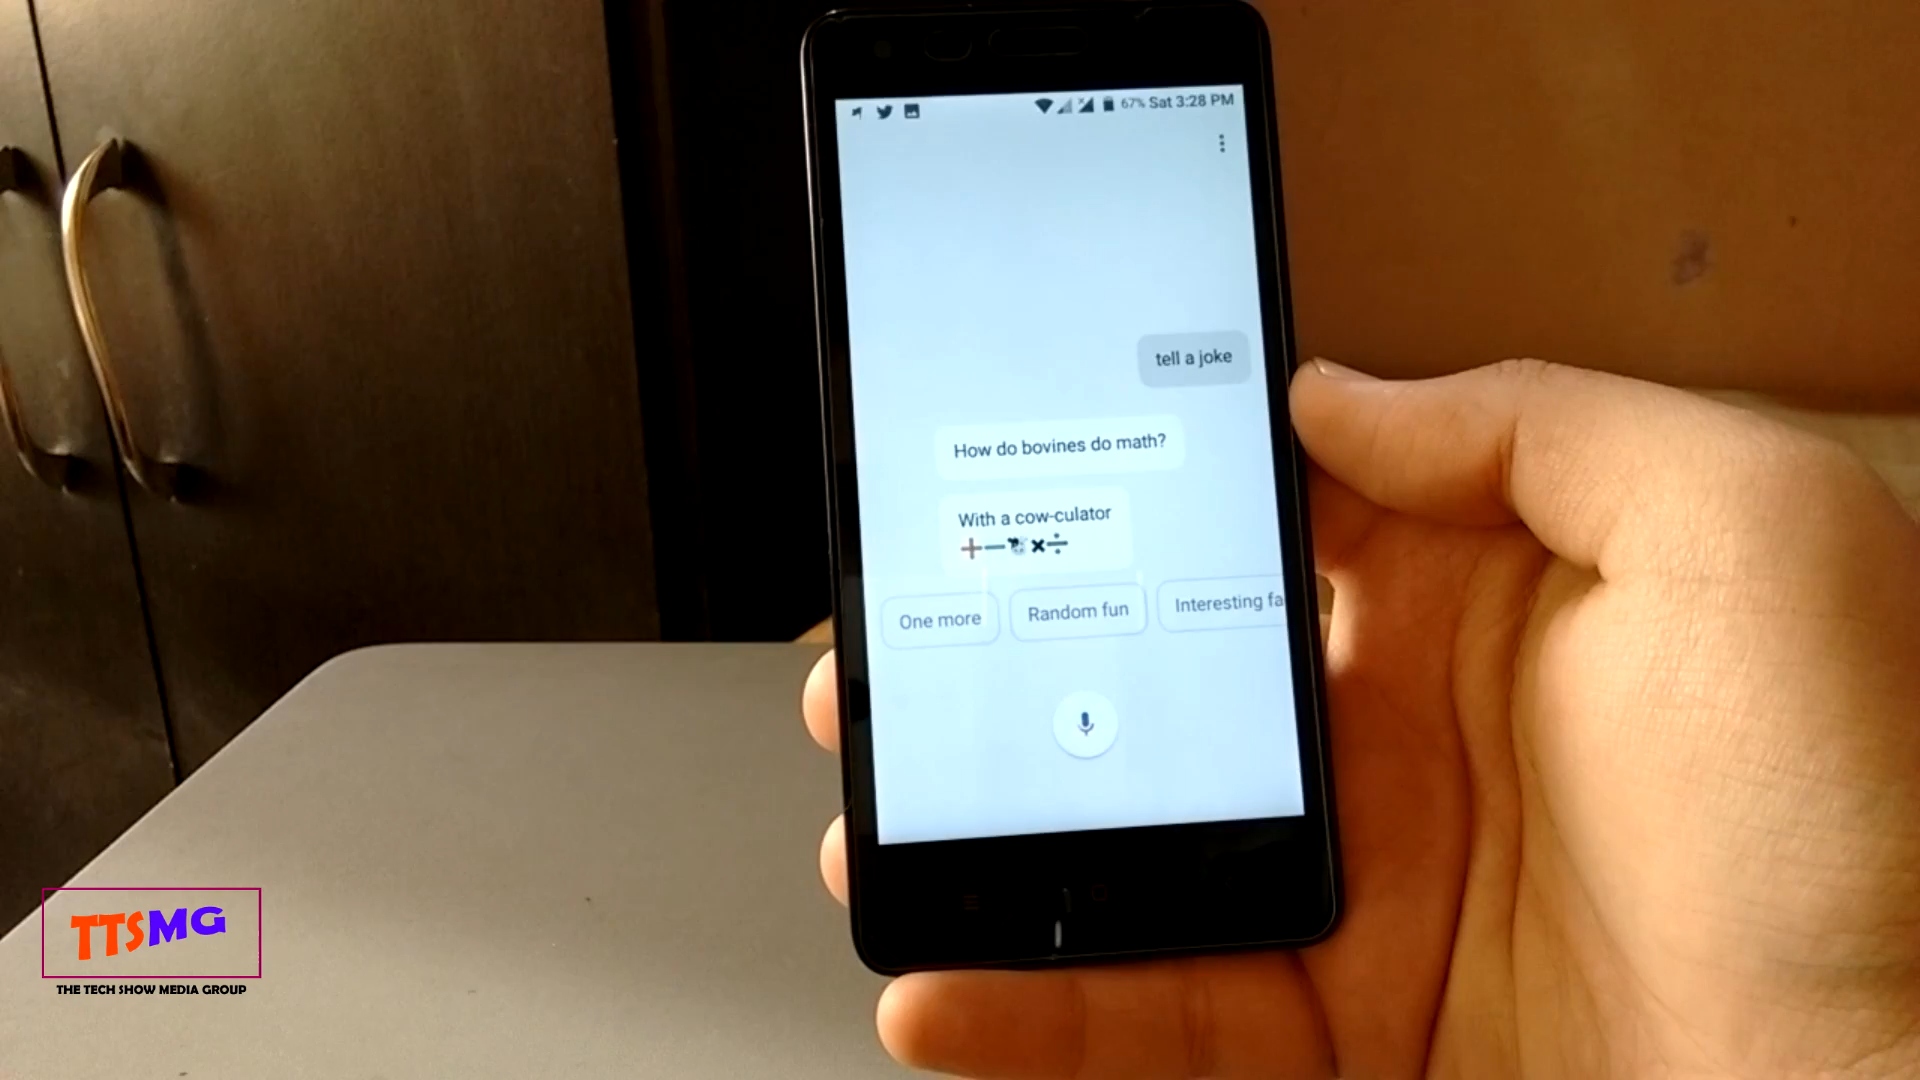 67% Sat 3:28 PM
tell a joke
How do bovines do math?
With a cow-culator
➕➖🐮✖➗
One more
Random fun
Interesting fa
TTSMG
THE TECH SHOW MEDIA GROUP